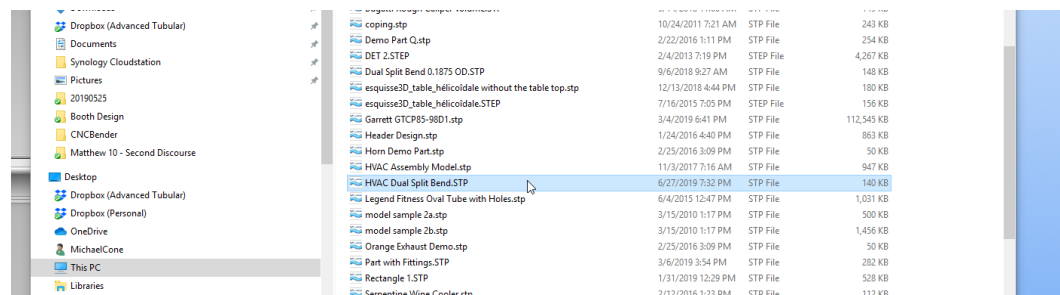 Dropbox (Advanced Tubular)
Documents
Synology Cloudstation
Pictures
20190525
Booth Design
CNCBender
Matthew 10 - Second Discourse
Desktop
Dropbox (Advanced Tubular)
Dropbox (Personal)
OneDrive
MichaelCone
This PC
Libraries
coping.stp 10/24/2011 7:21 AM STP File 243 KB
Demo Part Q.stp 2/22/2016 1:11 PM STP File 254 KB
DET 2.STEP 2/4/2013 7:19 PM STEP File 4,267 KB
Dual Split Bend 0.1875 OD.STP 9/6/2018 9:27 AM STP File 148 KB
esquisse3D_table_hélicoïdale without the table top.stp 12/13/2018 4:44 PM STP File 180 KB
esquisse3D_table_hélicoïdale.STEP 7/16/2015 7:05 PM STEP File 156 KB
Garrett GTCP85-98D1.stp 3/4/2019 6:41 PM STP File 112,545 KB
Header Design.stp 1/24/2016 4:40 PM STP File 863 KB
Horn Demo Part.stp 2/25/2016 3:09 PM STP File 50 KB
HVAC Assembly Model.stp 11/3/2017 7:16 AM STP File 947 KB
HVAC Dual Split Bend.STP 6/27/2019 7:32 PM STP File 140 KB
Legend Fitness Oval Tube with Holes.stp 6/4/2015 12:47 PM STP File 1,031 KB
model sample 2a.stp 3/15/2010 1:17 PM STP File 500 KB
model sample 2b.stp 3/15/2010 1:17 PM STP File 1,456 KB
Orange Exhaust Demo.stp 2/25/2016 3:09 PM STP File 50 KB
Part with Fittings.STP 3/6/2019 3:54 PM STP File 282 KB
Rectangle 1.STP 1/31/2019 12:29 PM STP File 528 KB
Serpentine Wine Cooler.stp 2/12/2016 1:23 PM STP File 112 KB